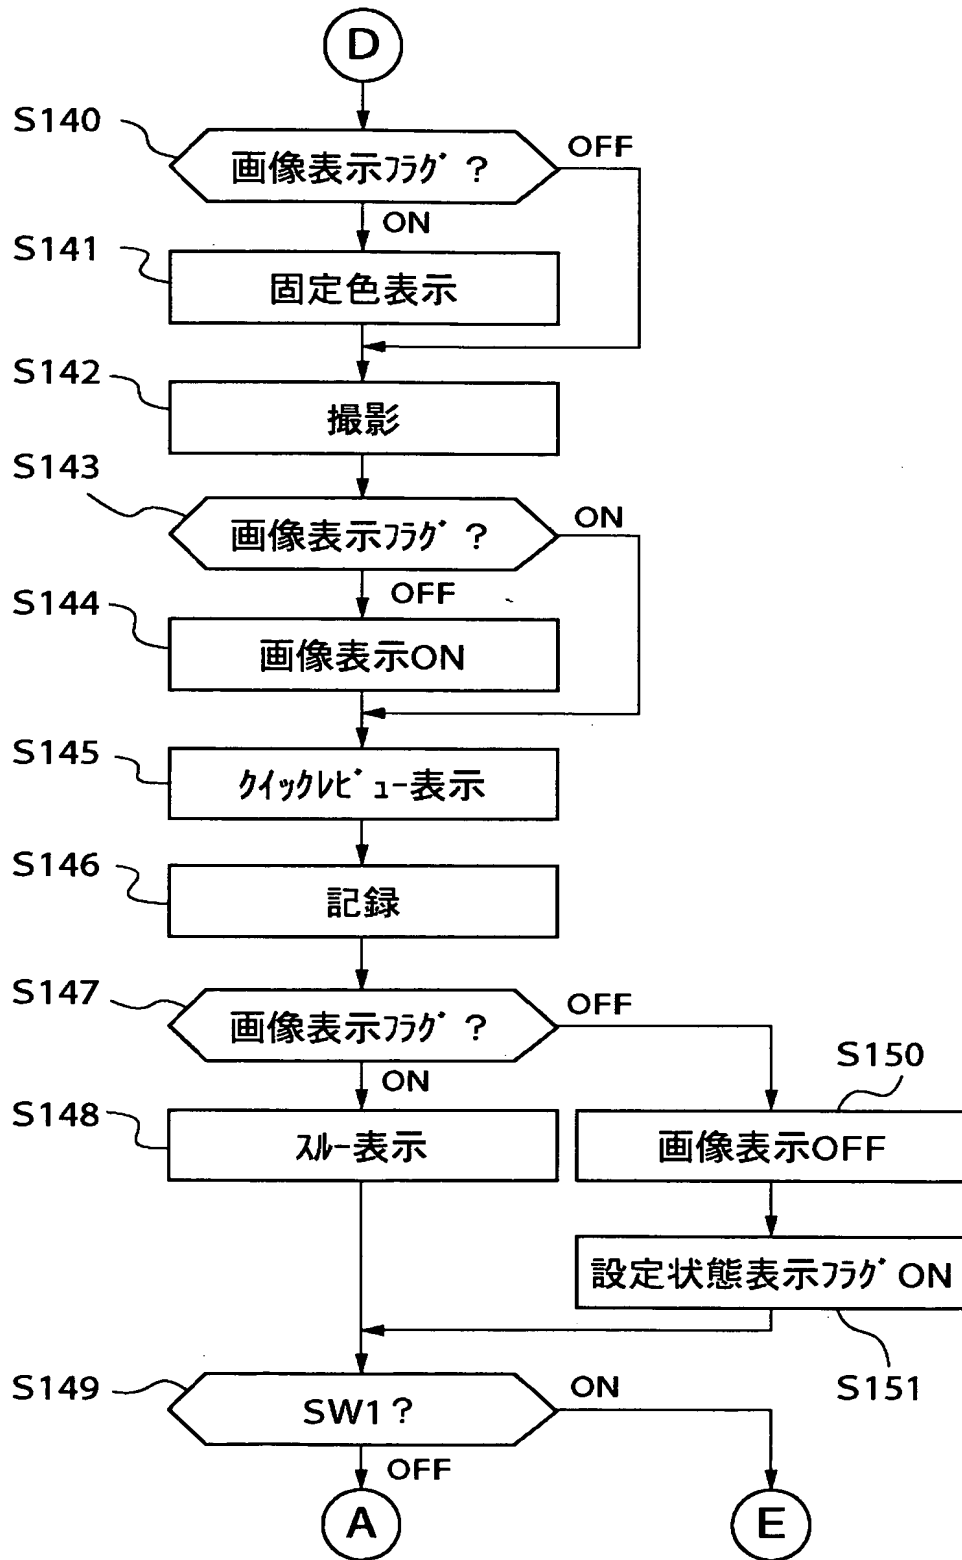 D
S140
画像表示ﾌﾗｸﾞ ?
OFF
ON
S141
固定色表示
S142
撮影
S143
画像表示ﾌﾗｸﾞ ?
ON
OFF
S144
画像表示ON
S145
ｸｲｯｸﾚﾋﾞｭｰ表示
S146
記録
S147
画像表示ﾌﾗｸﾞ ?
OFF
ON
S148
ｽﾙｰ表示
S150
画像表示OFF
設定状態表示ﾌﾗｸﾞ ON
S151
S149
SW1 ?
ON
OFF
A
E